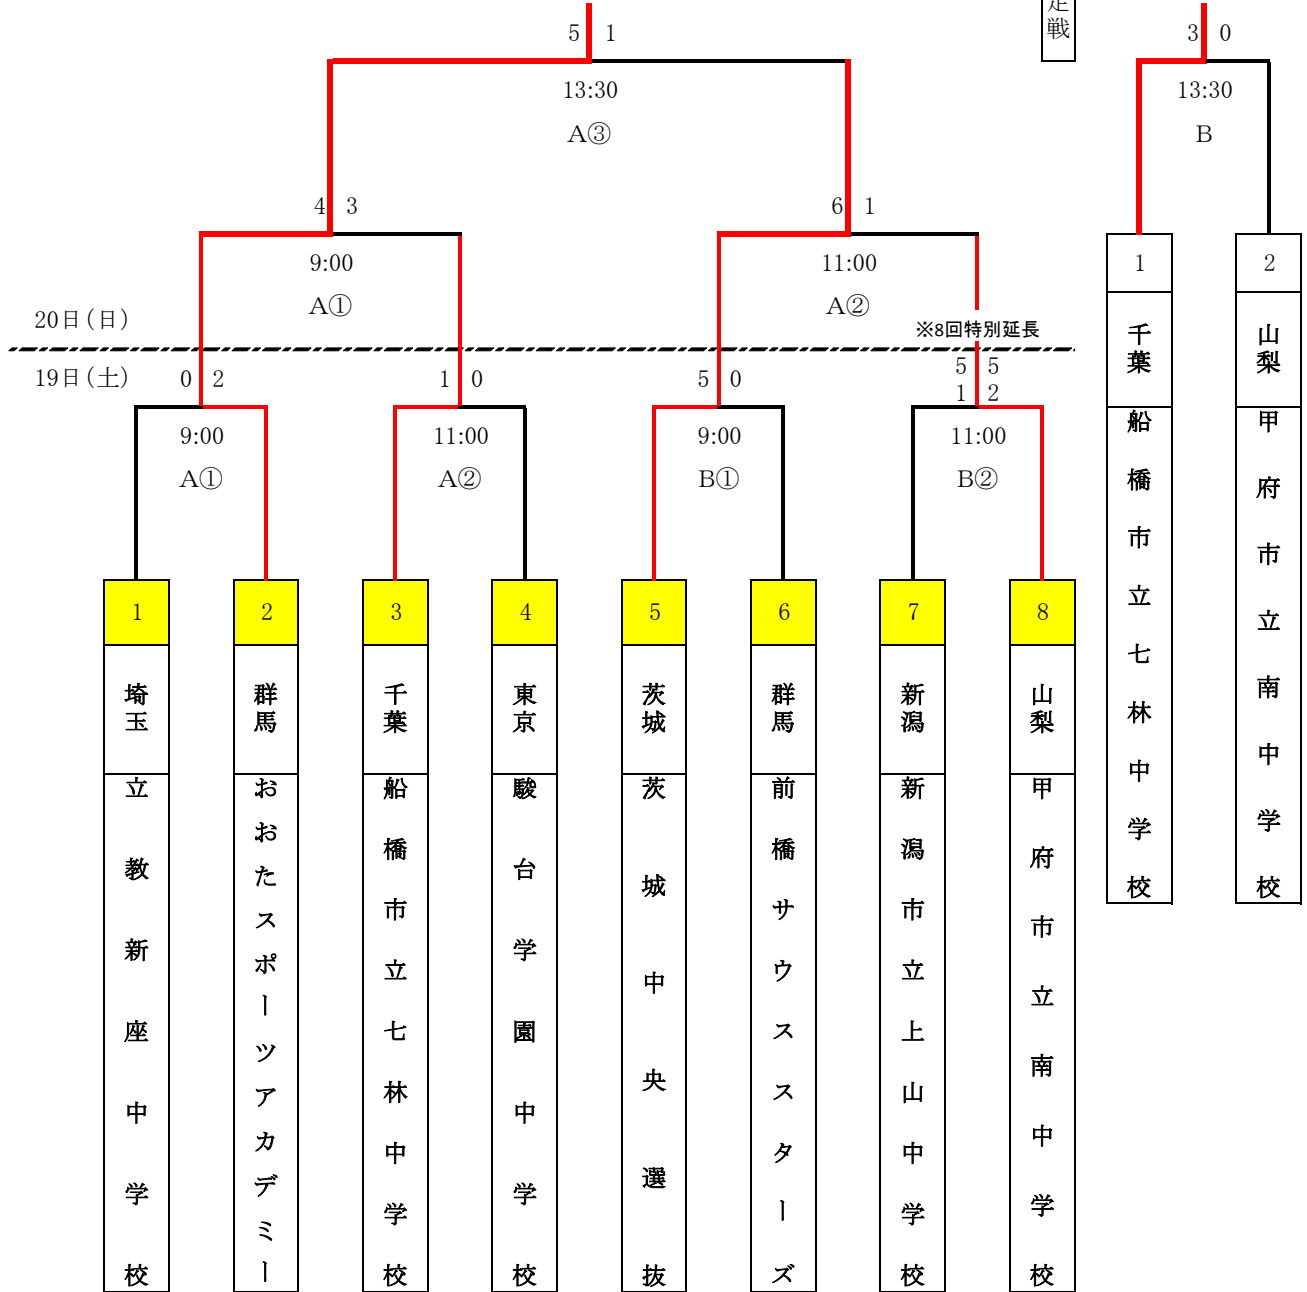 定戦
5 1
3 0
13:30
A③
13:30
B
4 3
6 1
9:00
A①
11:00
A②
1
2
20日(日)
※8回特別延長
19日(土)
0 2
1 0
5 0
5 5
1 2
9:00
A①
11:00
A②
9:00
B①
11:00
B②
千葉
山梨
船橋市立七林中学校
甲府市立南中学校
1
2
3
4
5
6
7
8
埼玉
群馬
千葉
東京
茨城
群馬
新潟
山梨
立教新座中学校
おおたスポーツアカデミー
船橋市立七林中学校
駿台学園中学校
茨城中央選抜
前橋サウススターズ
新潟市立上山中学校
甲府市立南中学校